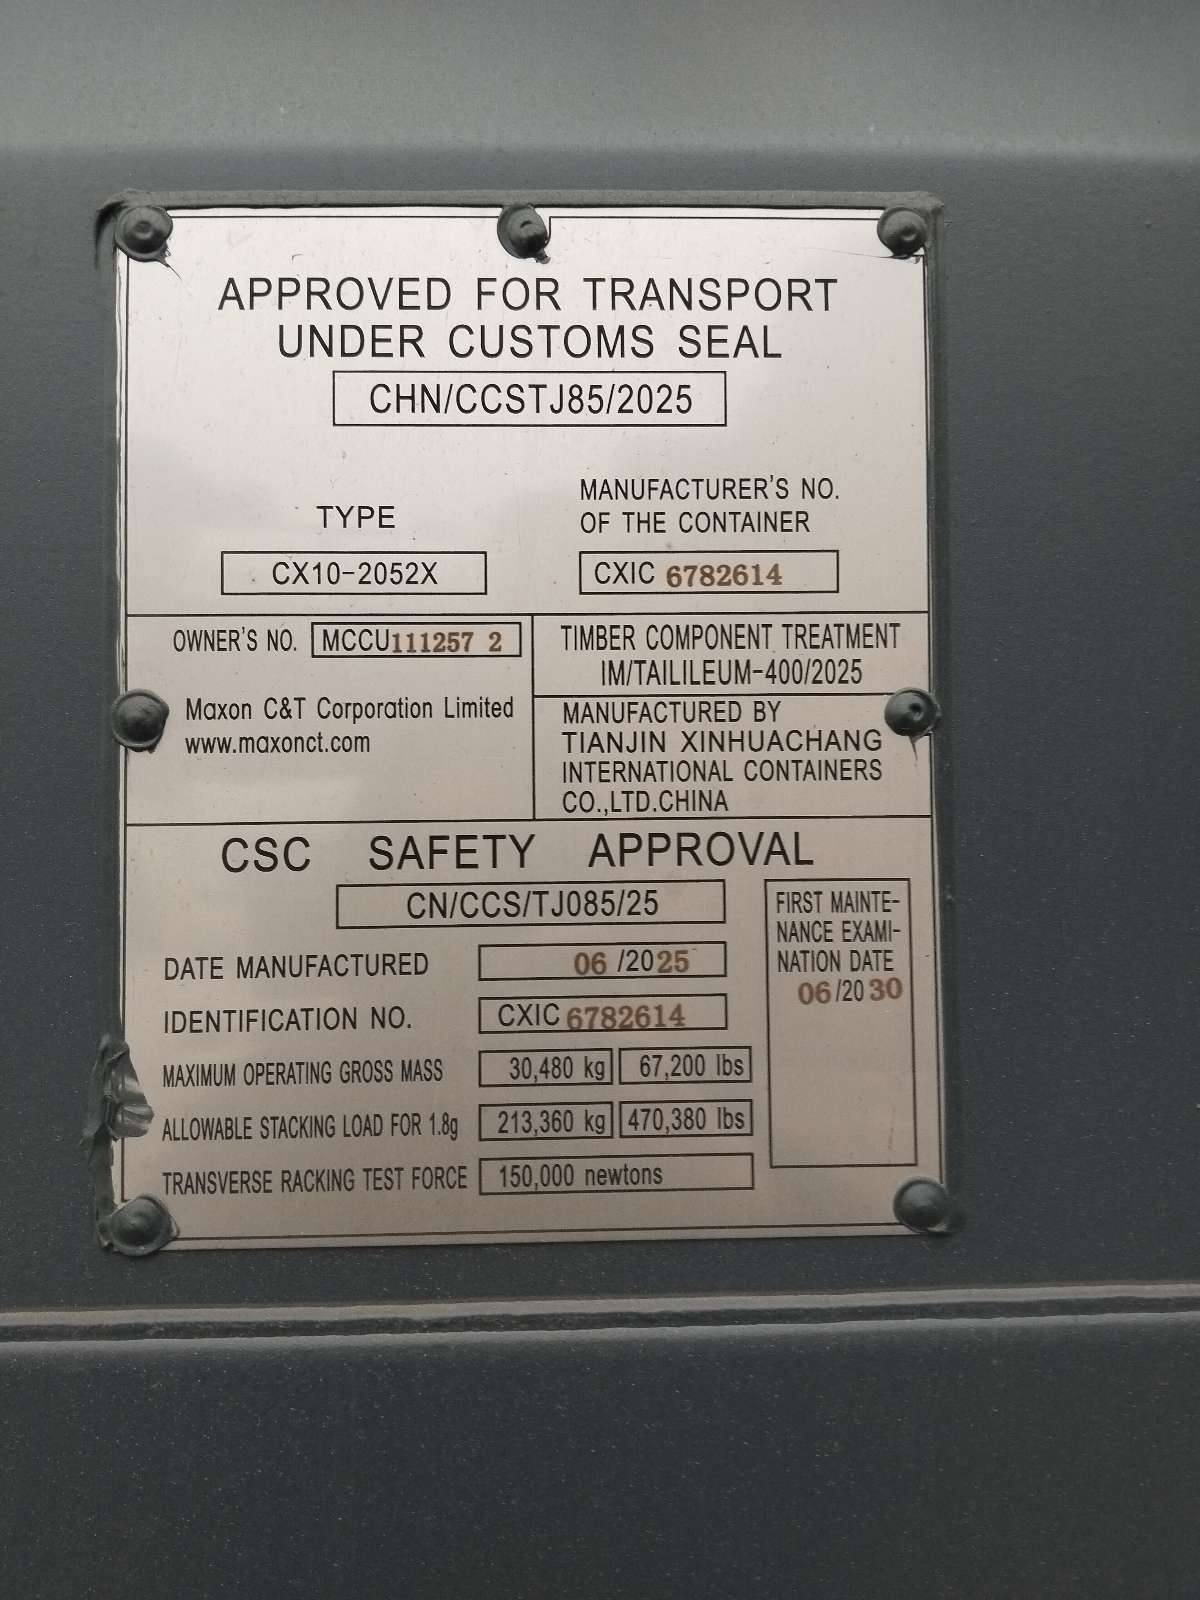 APPROVED FOR TRANSPORT
UNDER CUSTOMS SEAL
CHN/CCSTJ85/2025
TYPE
CX10-2052X
MANUFACTURER'S NO.
OF THE CONTAINER
CXIC 6782614
OWNER'S NO. MCCU111257 2
Maxon C&T Corporation Limited
www.maxonct.com
TIMBER COMPONENT TREATMENT
IM/TAILILEUM-400/2025
MANUFACTURED BY
TIANJIN XINHUACHANG
INTERNATIONAL CONTAINERS
CO.,LTD.CHINA
CSC SAFETY APPROVAL
CN/CCS/TJ085/25
DATE MANUFACTURED 06/2025
IDENTIFICATION NO. CXIC 6782614
MAXIMUM OPERATING GROSS MASS 30,480 kg 67,200 lbs
ALLOWABLE STACKING LOAD FOR 1.8g 213,360 kg 470,380 lbs
TRANSVERSE RACKING TEST FORCE 150,000 newtons
FIRST MAINTE-
NANCE EXAMI-
NATION DATE
06/2030